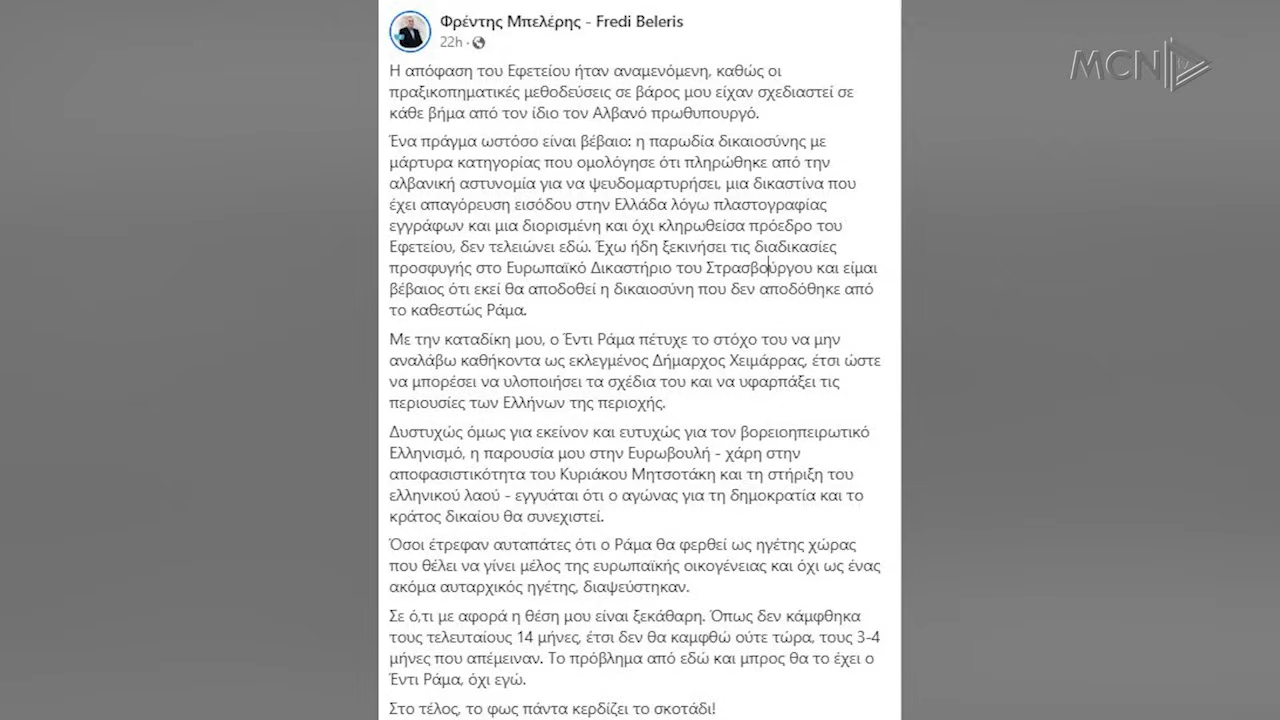 Φρέντης Μπελέρης - Fredi Beleris
22h ·
MCN
Η απόφαση του Εφετείου ήταν αναμενόμενη, καθώς οι
πραξικοπηματικές μεθοδεύσεις σε βάρος μου είχαν σχεδιαστεί σε
κάθε βήμα από τον ίδιο τον Αλβανό πρωθυπουργό.
Ένα πράγμα ωστόσο είναι βέβαιο: η παρωδία δικαιοσύνης με
μάρτυρα κατηγορίας που ομολόγησε ότι πληρώθηκε από την
αλβανική αστυνομία για να ψευδομαρτυρήσει, μια δικαστίνα που
έχει απαγόρευση εισόδου στην Ελλάδα λόγω πλαστογραφίας
εγγράφων και μια διορισμένη και όχι κληρωθείσα πρόεδρο του
Εφετείου, δεν τελειώνει εδώ. Έχω ήδη ξεκινήσει τις διαδικασίες
προσφυγής στο Ευρωπαϊκό Δικαστήριο του Στρασβούργου και είμαι
βέβαιος ότι εκεί θα αποδοθεί η δικαιοσύνη που δεν αποδόθηκε από
το καθεστώς Ράμα.
Με την καταδίκη μου, ο Έντι Ράμα πέτυχε το στόχο του να μην
αναλάβω καθήκοντα ως εκλεγμένος Δήμαρχος Χειμάρρας, έτσι ώστε
να μπορέσει να υλοποιήσει τα σχέδια του και να υφαρπάξει τις
περιουσίες των Ελλήνων της περιοχής.
Δυστυχώς όμως για εκείνον και ευτυχώς για τον βορειοηπειρωτικό
Ελληνισμό, η παρουσία μου στην Ευρωβουλή - χάρη στην
αποφασιστικότητα του Κυριάκου Μητσοτάκη και τη στήριξη του
ελληνικού λαού - εγγυάται ότι ο αγώνας για τη δημοκρατία και το
κράτος δικαίου θα συνεχιστεί.
Όσοι έτρεφαν αυταπάτες ότι ο Ράμα θα φερθεί ως ηγέτης χώρας
που θέλει να γίνει μέλος της ευρωπαϊκής οικογένειας και όχι ως ένας
ακόμα αυταρχικός ηγέτης, διαψεύστηκαν.
Σε ό,τι με αφορά η θέση μου είναι ξεκάθαρη. Όπως δεν κάμφθηκα
τους τελευταίους 14 μήνες, έτσι δεν θα καμφθώ ούτε τώρα, τους 3-4
μήνες που απέμειναν. Το πρόβλημα από εδώ και μπρος θα το έχει ο
Έντι Ράμα, όχι εγώ.
Στο τέλος, το φως πάντα κερδίζει το σκοτάδι!